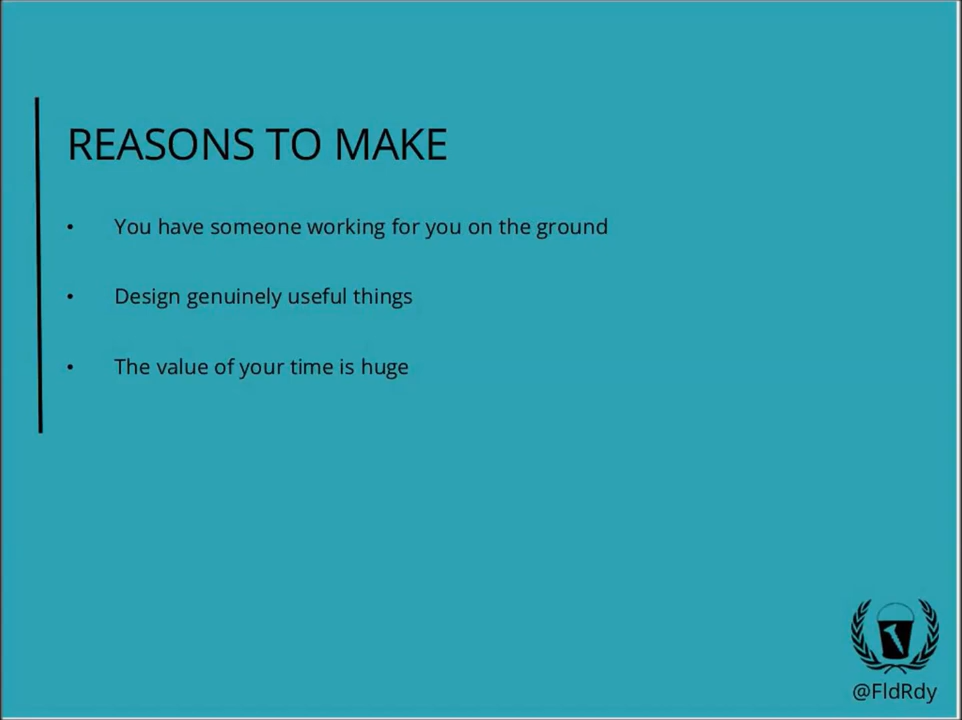 REASONS TO MAKE
• You have someone working for you on the ground
• Design genuinely useful things
• The value of your time is huge
@FldRdy